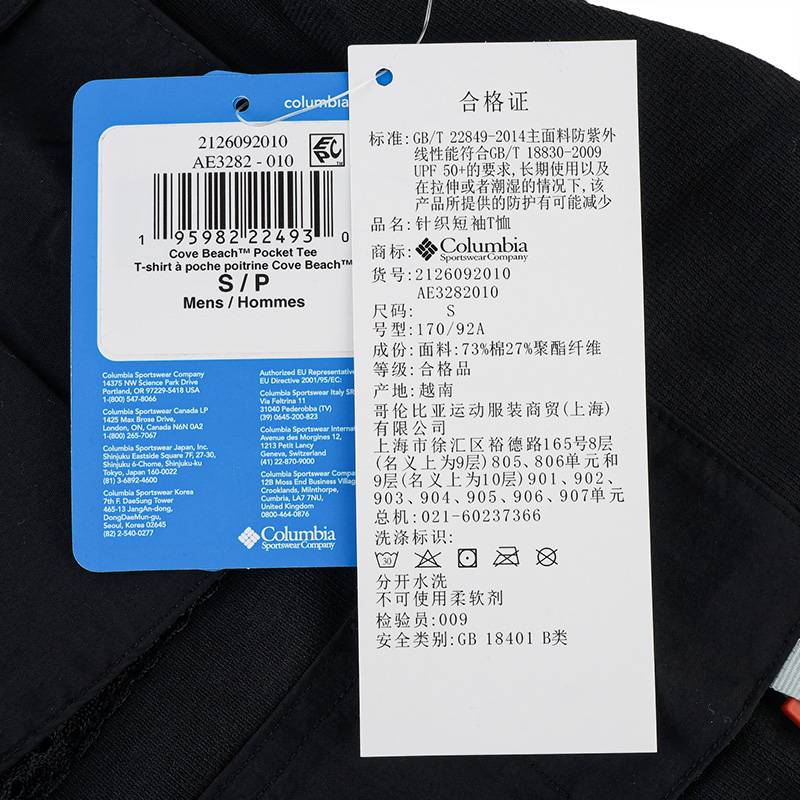 columbia
2126092010
AE3282 - 010
EPC™
1 95982 22493 0
Cove Beach™ Pocket Tee
T-shirt à poche poitrine Cove Beach™
S / P
Mens / Hommes
Columbia Sportswear Company
14375 NW Science Park Drive
Portland, OR 97229-5418 USA
1-(800) 547-8066
Columbia Sportswear Canada LP
1425 Max Brose Drive,
London, ON, Canada N6N 0A2
1-(800) 265-7067
Columbia Sportswear Japan, Inc.
Shinjuku Eastside Square 7F, 27-30,
Shinjuku 6-Chome, Shinjuku-ku
Tokyo, Japan 160-0022
(81) 3-6892-4600
Columbia Sportswear Korea
7th F. DaeSung Tower
465-13 JangAn-dong,
DongDaeMun-gu,
Seoul, Korea 02645
(82) 2-540-0277
Authorized EU Representative
EU Directive 2001/95/EC:
Columbia Sportswear Italy SR
Via Feltrina 11
31040 Pederobba (TV)
(39) 0645-200-823
Columbia Sportswear Internat
Avenue des Morgines 12,
1213 Petit Lancy
Geneva, Switzerland
(41) 22-870-9000
Columbia Sportswear Compa
12B Moss End Business Villag
Crooklands, Milnthorpe,
Cumbria, LA7 7NU,
United Kingdom
0800-464-0876
Columbia
Sportswear Company
合格证
标准:GB/T 22849-2014主面料防紫外
线性能符合GB/T 18830-2009
UPF 50+的要求,长期使用以及
在拉伸或者潮湿的情况下,该
产品所提供的防护有可能减少
品名:针织短袖T恤
商标:Columbia
Sportswear Company
货号:2126092010
AE3282010
尺码: S
号型:170/92A
成份:面料:73%棉27%聚酯纤维
等级:合格品
产地:越南
哥伦比亚运动服装商贸(上海)
有限公司
上海市徐汇区裕德路165号8层
(名义上为9层)805、806单元和
9层(名义上为10层)901、902、
903、904、905、906、907单元
总机:021-60237366
洗涤标识:
30
分开水洗
不可使用柔软剂
检验员:009
安全类别:GB 18401 B类